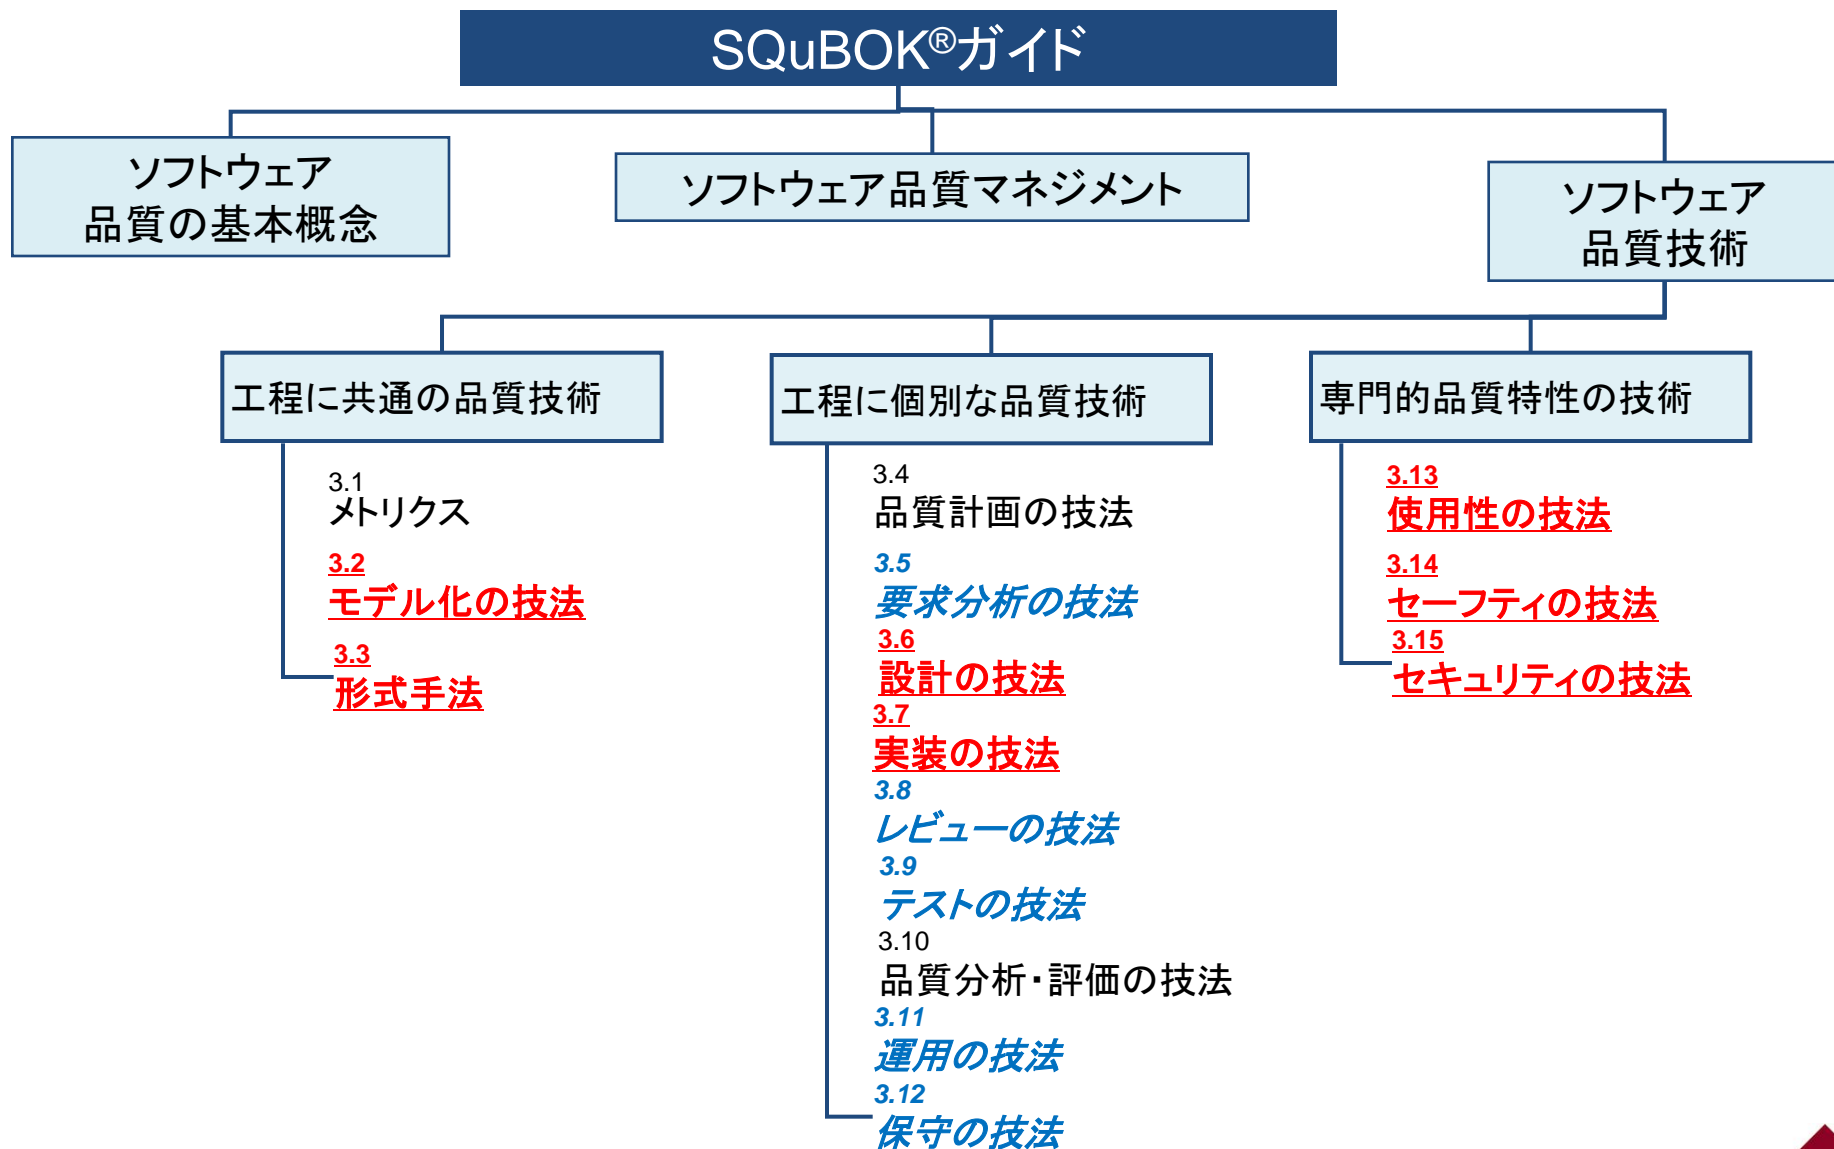 SQuBOK®ガイド
ソフトウェア
品質の基本概念
ソフトウェア品質マネジメント
ソフトウェア
品質技術
工程に共通の品質技術
3.1
メトリクス
3.2
モデル化の技法
3.3
形式手法
工程に個別な品質技術
3.4
品質計画の技法
3.5
要求分析の技法
3.6
設計の技法
3.7
実装の技法
3.8
レビューの技法
3.9
テストの技法
3.10
品質分析・評価の技法
3.11
運用の技法
3.12
保守の技法
専門的品質特性の技術
3.13
使用性の技法
3.14
セーフティの技法
3.15
セキュリティの技法